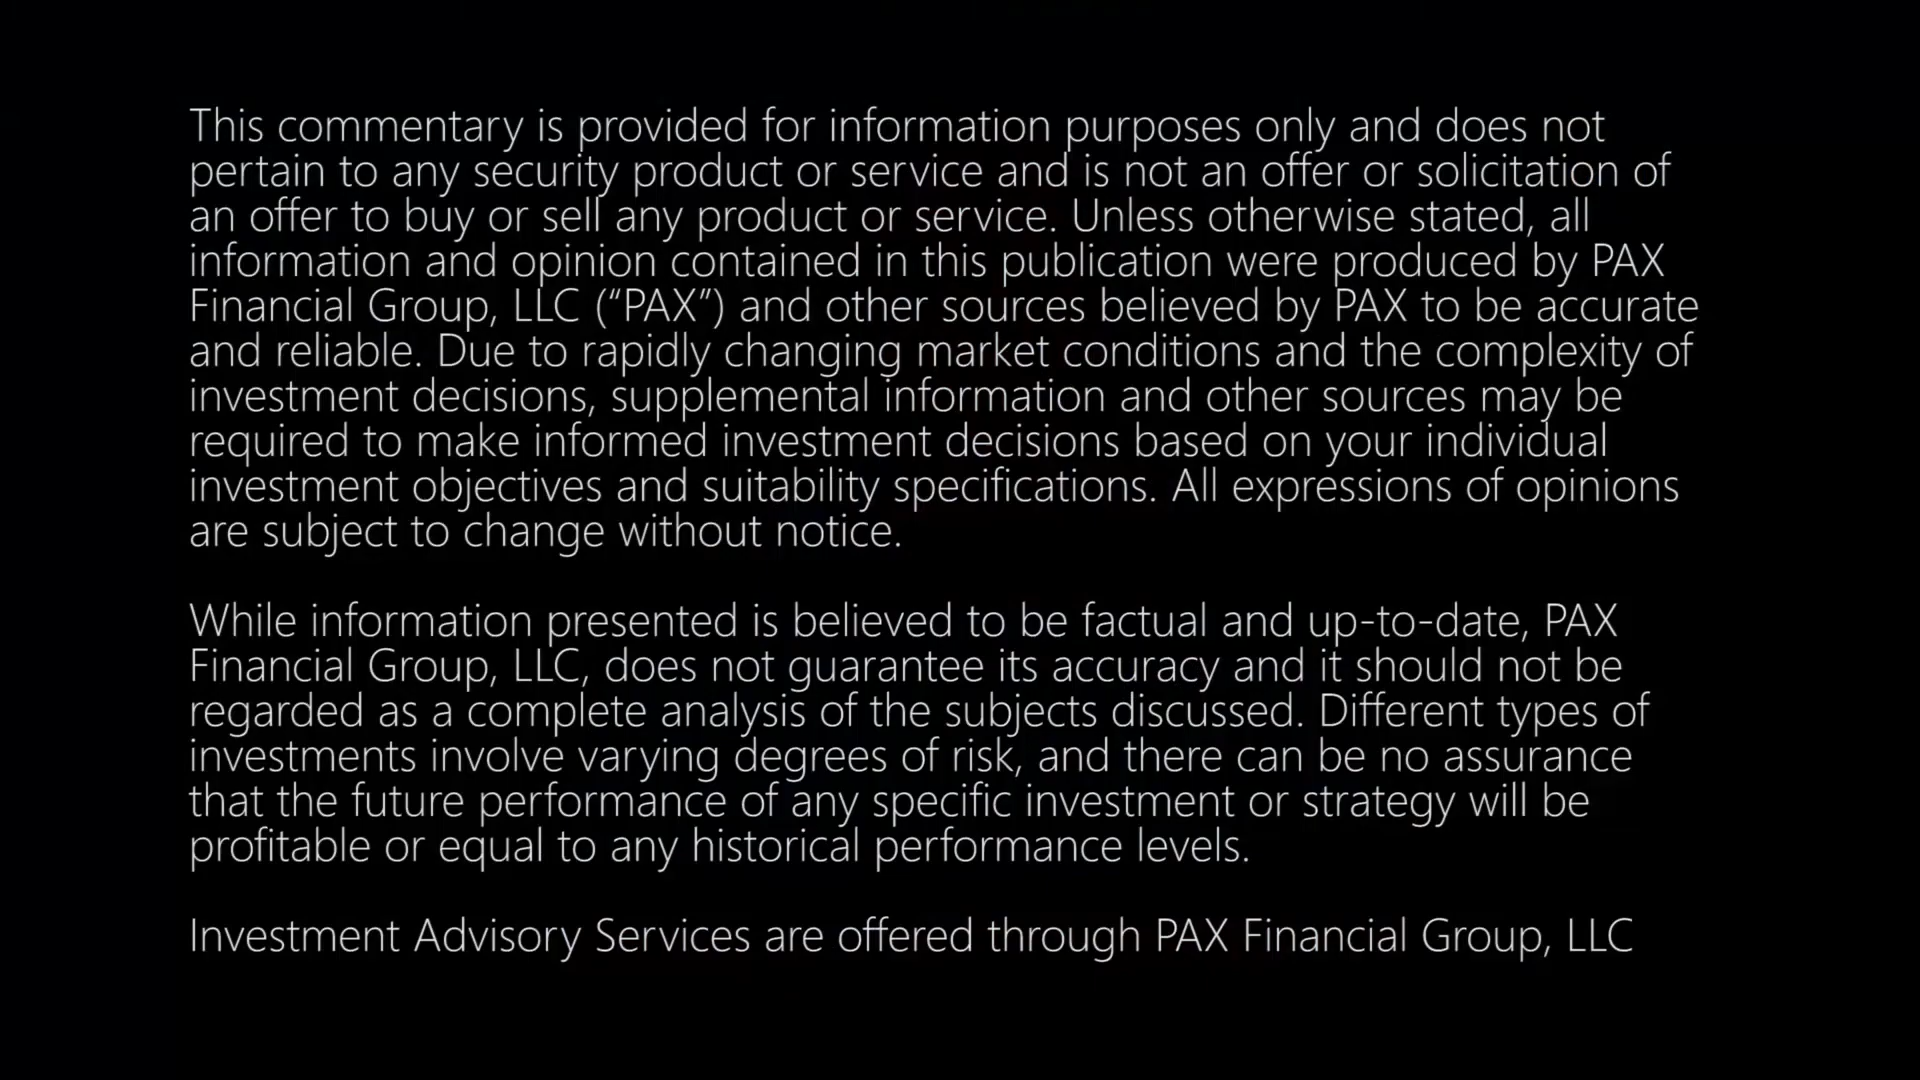 This commentary is provided for information purposes only and does not
pertain to any security product or service and is not an offer or solicitation of
an offer to buy or sell any product or service. Unless otherwise stated, all
information and opinion contained in this publication were produced by PAX
Financial Group, LLC (“PAX”) and other sources believed by PAX to be accurate
and reliable. Due to rapidly changing market conditions and the complexity of
investment decisions, supplemental information and other sources may be
required to make informed investment decisions based on your individual
investment objectives and suitability specifications. All expressions of opinions
are subject to change without notice.
While information presented is believed to be factual and up-to-date, PAX
Financial Group, LLC, does not guarantee its accuracy and it should not be
regarded as a complete analysis of the subjects discussed. Different types of
investments involve varying degrees of risk, and there can be no assurance
that the future performance of any specific investment or strategy will be
profitable or equal to any historical performance levels.
Investment Advisory Services are offered through PAX Financial Group, LLC